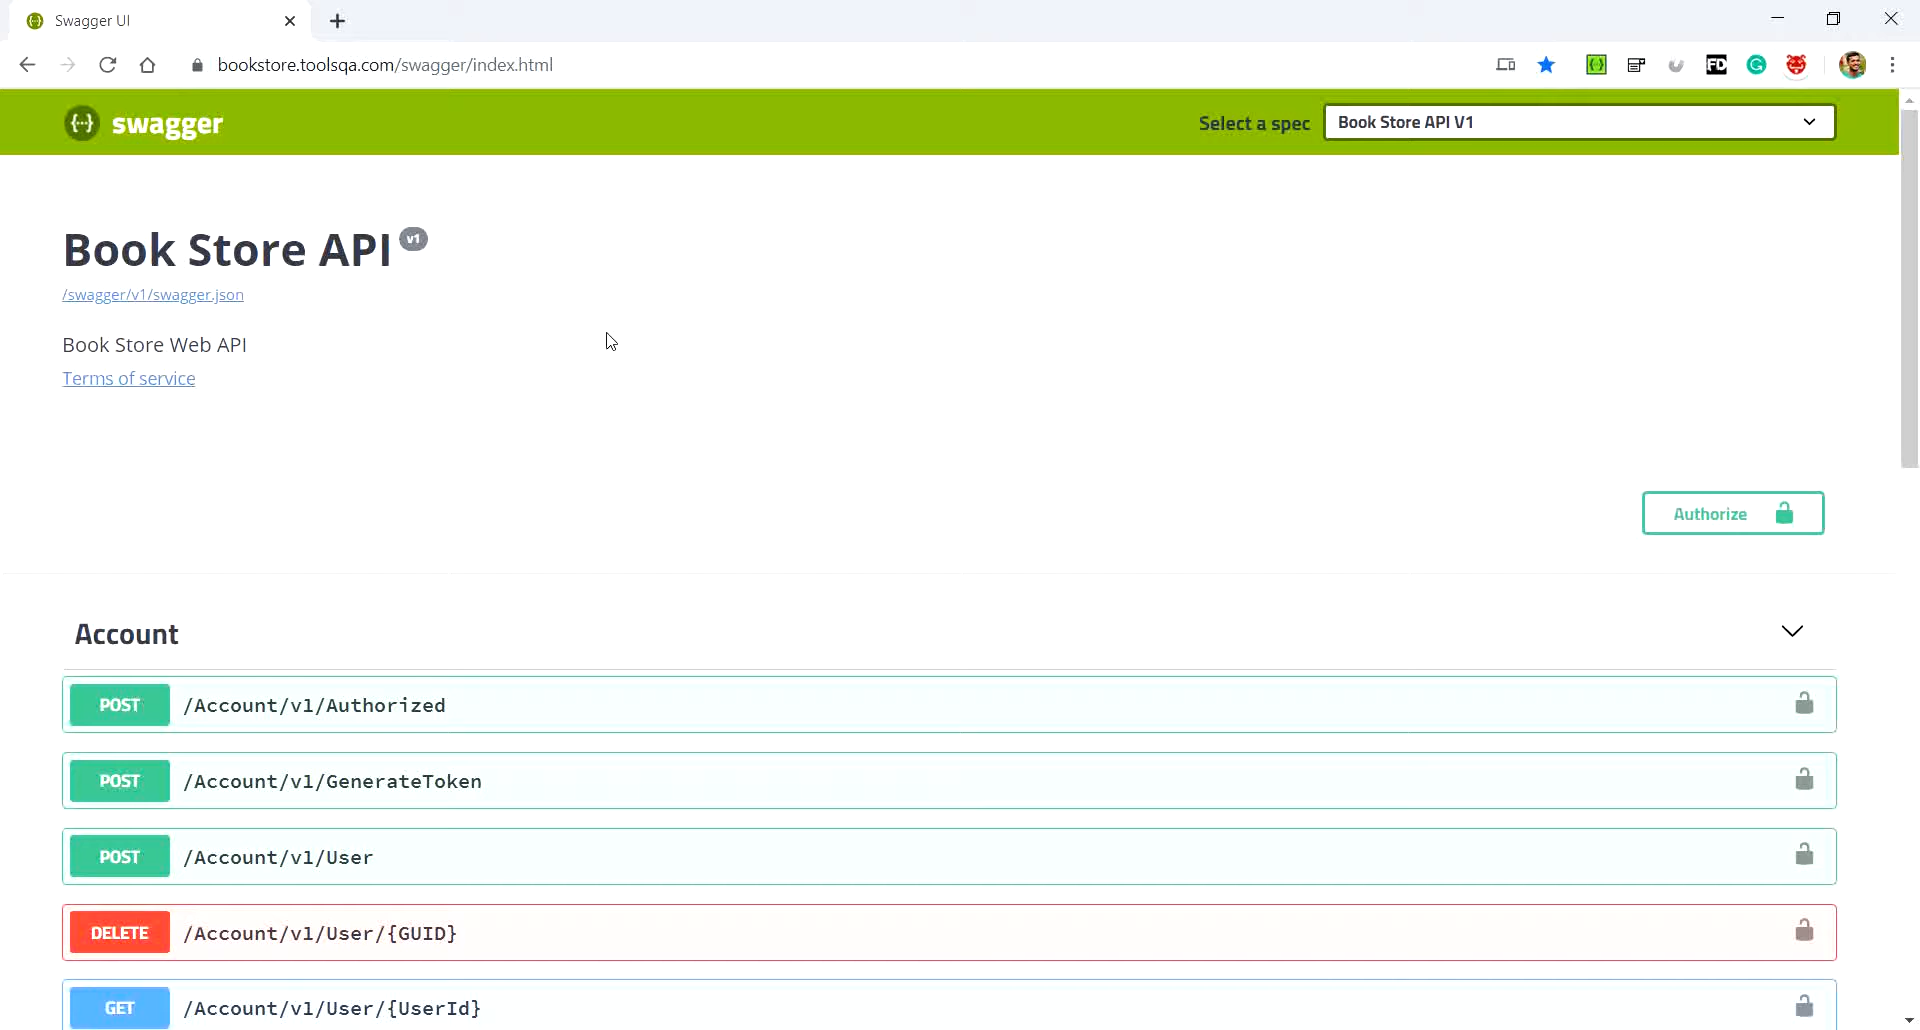 Swagger UI
bookstore.toolsqa.com/swagger/index.html
FD
swagger
Select a spec
Book Store API V1
Book Store API v1
/swagger/v1/swagger.json
Book Store Web API
Terms of service
Authorize
Account
POST /Account/v1/Authorized
POST /Account/v1/GenerateToken
POST /Account/v1/User
DELETE /Account/v1/User/{GUID}
GET /Account/v1/User/{UserId}